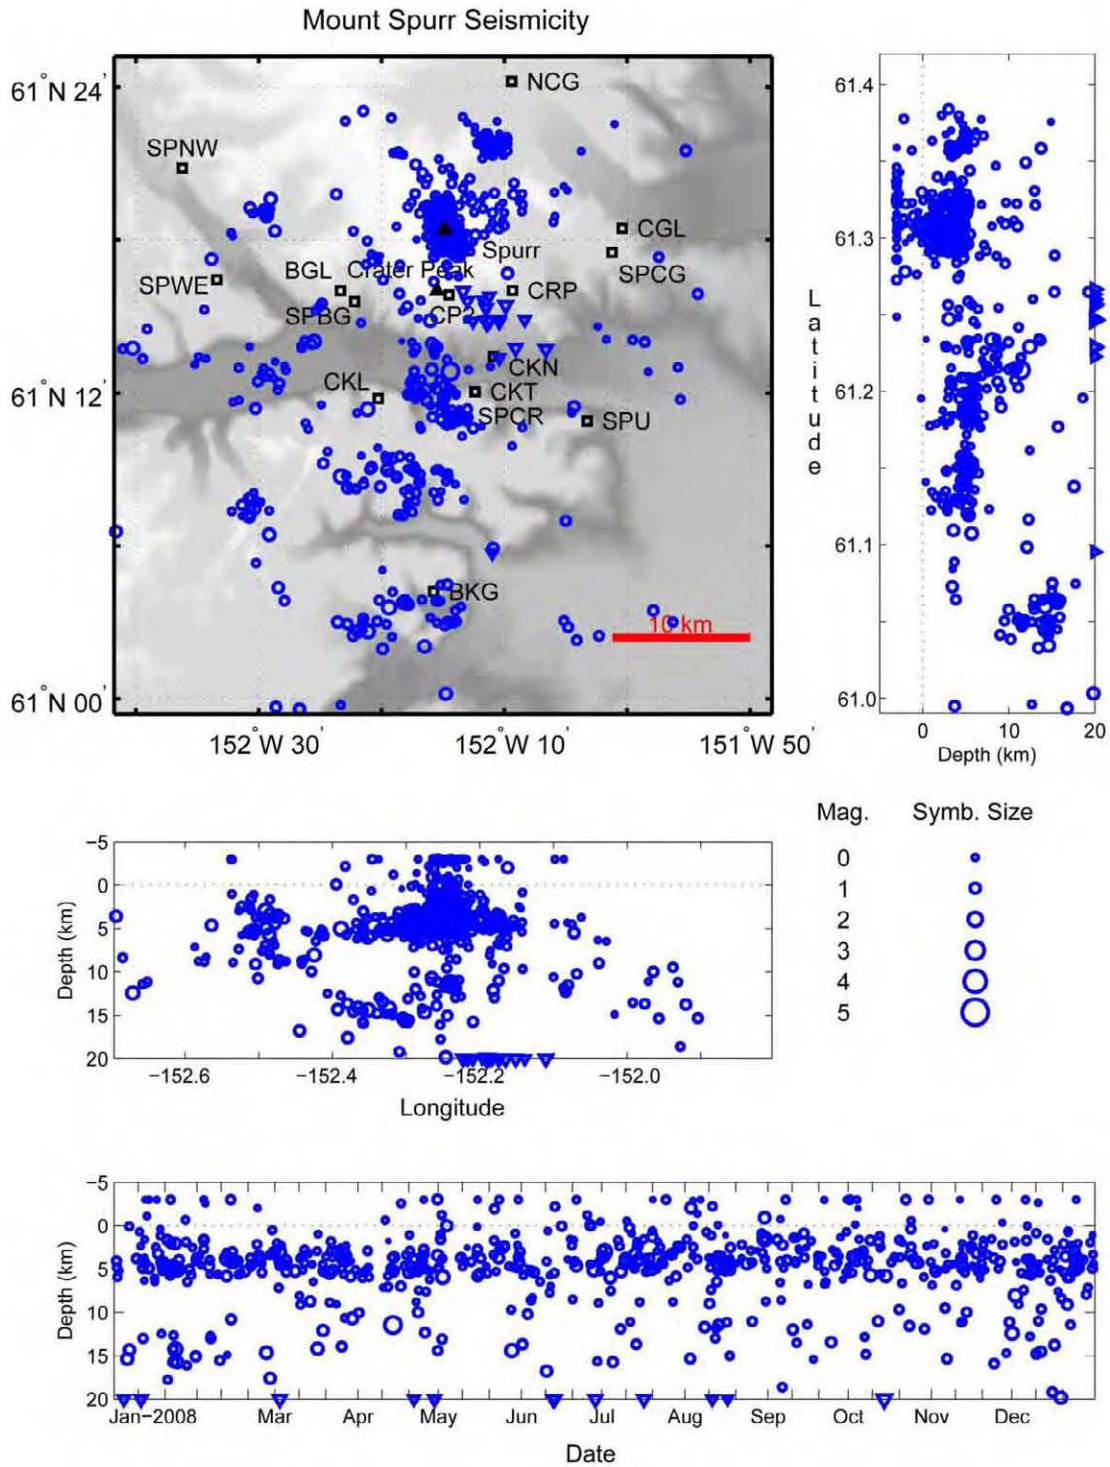 Mount Spurr Seismicity
61°N 24'
61°N 12'
61°N 00'
NCG
SPNW
CGL
Spurr
SPCG
SPWE
BGL
Crater Peak
CRP
SPBG
CP2
CKN
CKL
CKT
SPCR
SPU
BKG
10 km
152°W 30'
152°W 10'
151°W 50'
61.4
61.3
61.2
61.1
61.0
Latitude
0 10 20
Depth (km)
−5
0
5
10
15
20
Depth (km)
−152.6 −152.4 −152.2 −152.0
Longitude
Mag. Symb. Size
0
1
2
3
4
5
−5
0
5
10
15
20
Depth (km)
Jan−2008 Mar Apr May Jun Jul Aug Sep Oct Nov Dec
Date